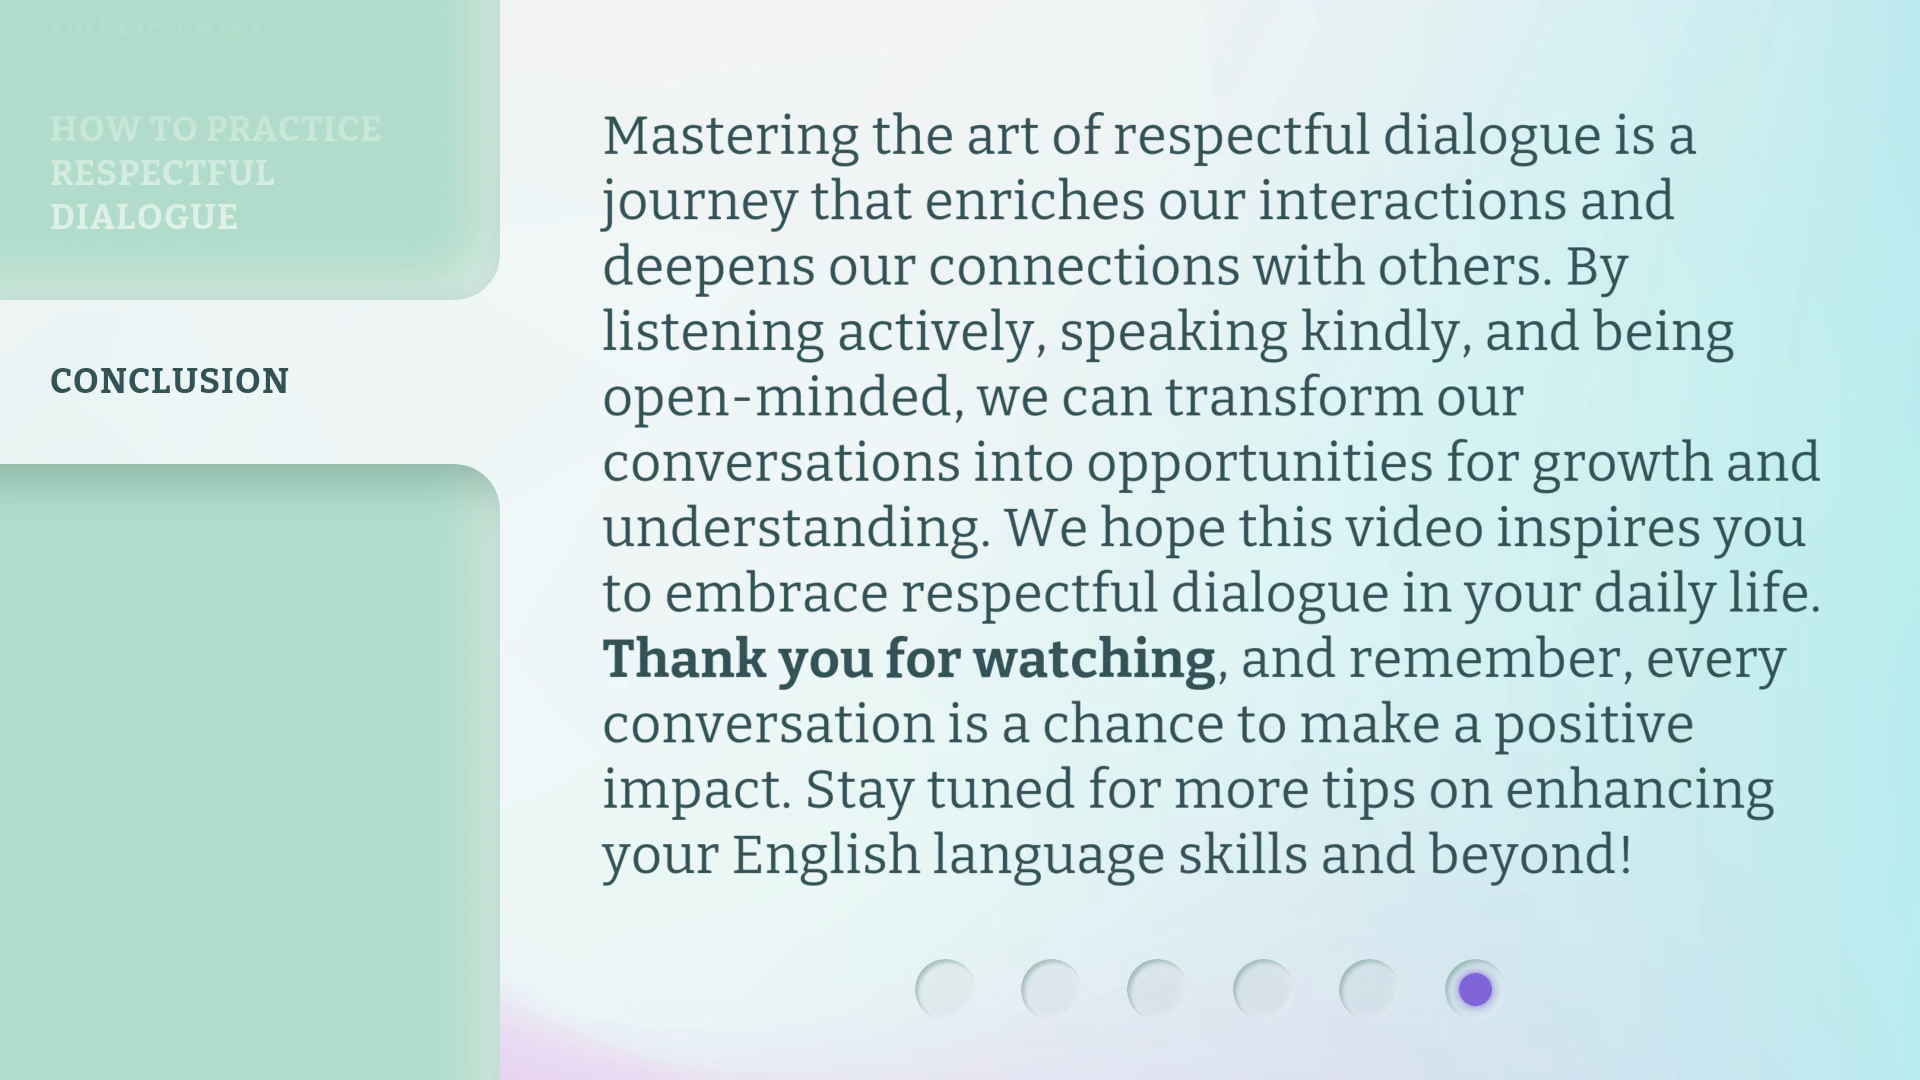 IMPORTANT?
HOW TO PRACTICE
RESPECTFUL
DIALOGUE
CONCLUSION
Mastering the art of respectful dialogue is a
journey that enriches our interactions and
deepens our connections with others. By
listening actively, speaking kindly, and being
open-minded, we can transform our
conversations into opportunities for growth and
understanding. We hope this video inspires you
to embrace respectful dialogue in your daily life.
Thank you for watching, and remember, every
conversation is a chance to make a positive
impact. Stay tuned for more tips on enhancing
your English language skills and beyond!